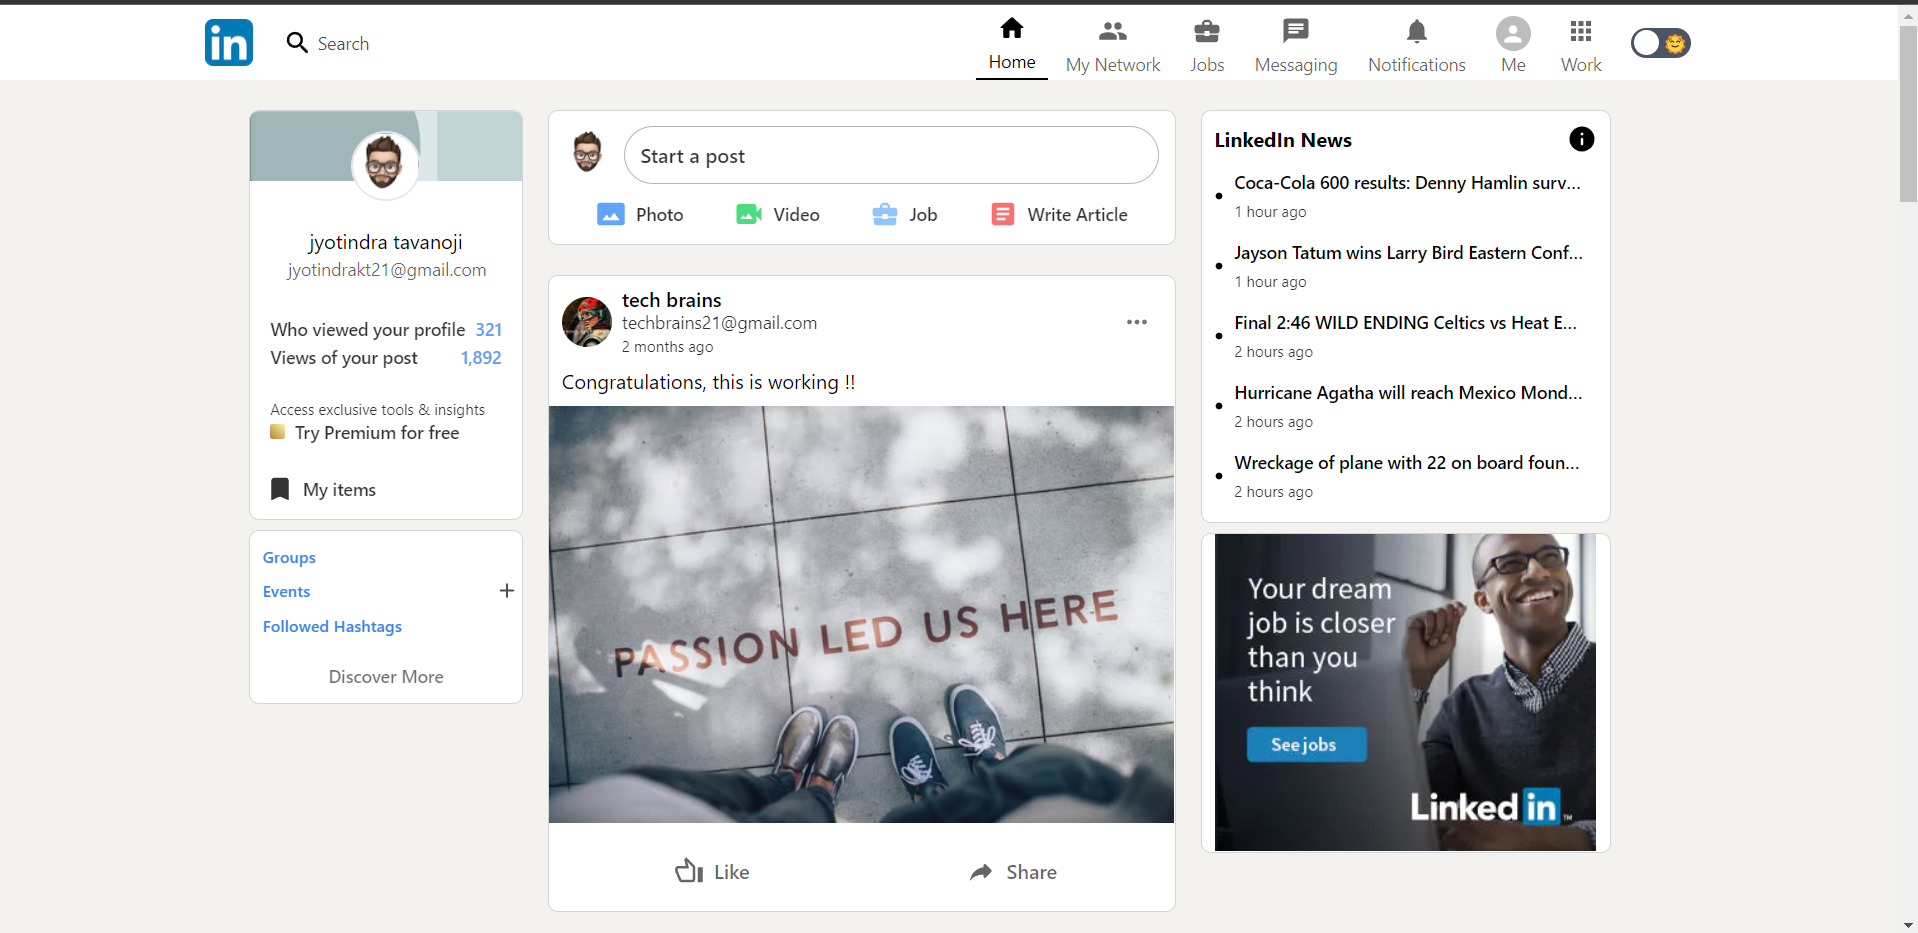 in
Search
Home
My Network
Jobs
Messaging
Notifications
Me
Work
jyotindra tavanoji
jyotindrakt21@gmail.com
Who viewed your profile 321
Views of your post 1,892
Access exclusive tools & insights
Try Premium for free
My items
Groups
Events
Followed Hashtags
Discover More
Start a post
Photo
Video
Job
Write Article
tech brains
techbrains21@gmail.com
2 months ago
Congratulations, this is working !!
PASSION LED US HERE
Like
Share
LinkedIn News
Coca-Cola 600 results: Denny Hamlin surv...
1 hour ago
Jayson Tatum wins Larry Bird Eastern Conf...
1 hour ago
Final 2:46 WILD ENDING Celtics vs Heat E...
2 hours ago
Hurricane Agatha will reach Mexico Mond...
2 hours ago
Wreckage of plane with 22 on board foun...
2 hours ago
Your dream
job is closer
than you
think
See jobs
Linked in ™